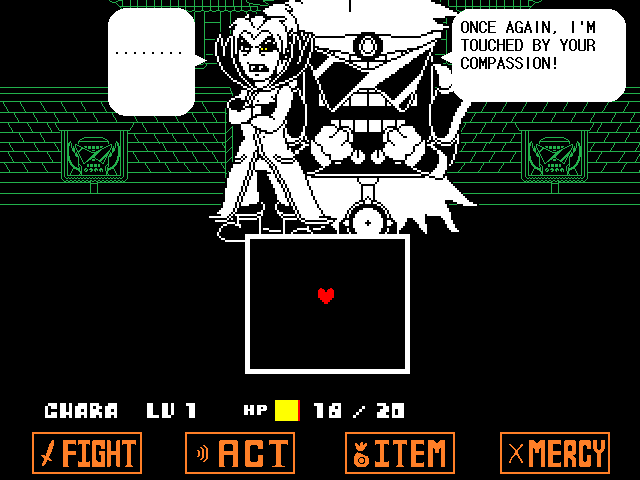 .........
ONCE AGAIN, I'M
TOUCHED BY YOUR
COMPASSION!
CHARA LV 1 HP 18 / 20
FIGHT ACT ITEM MERCY